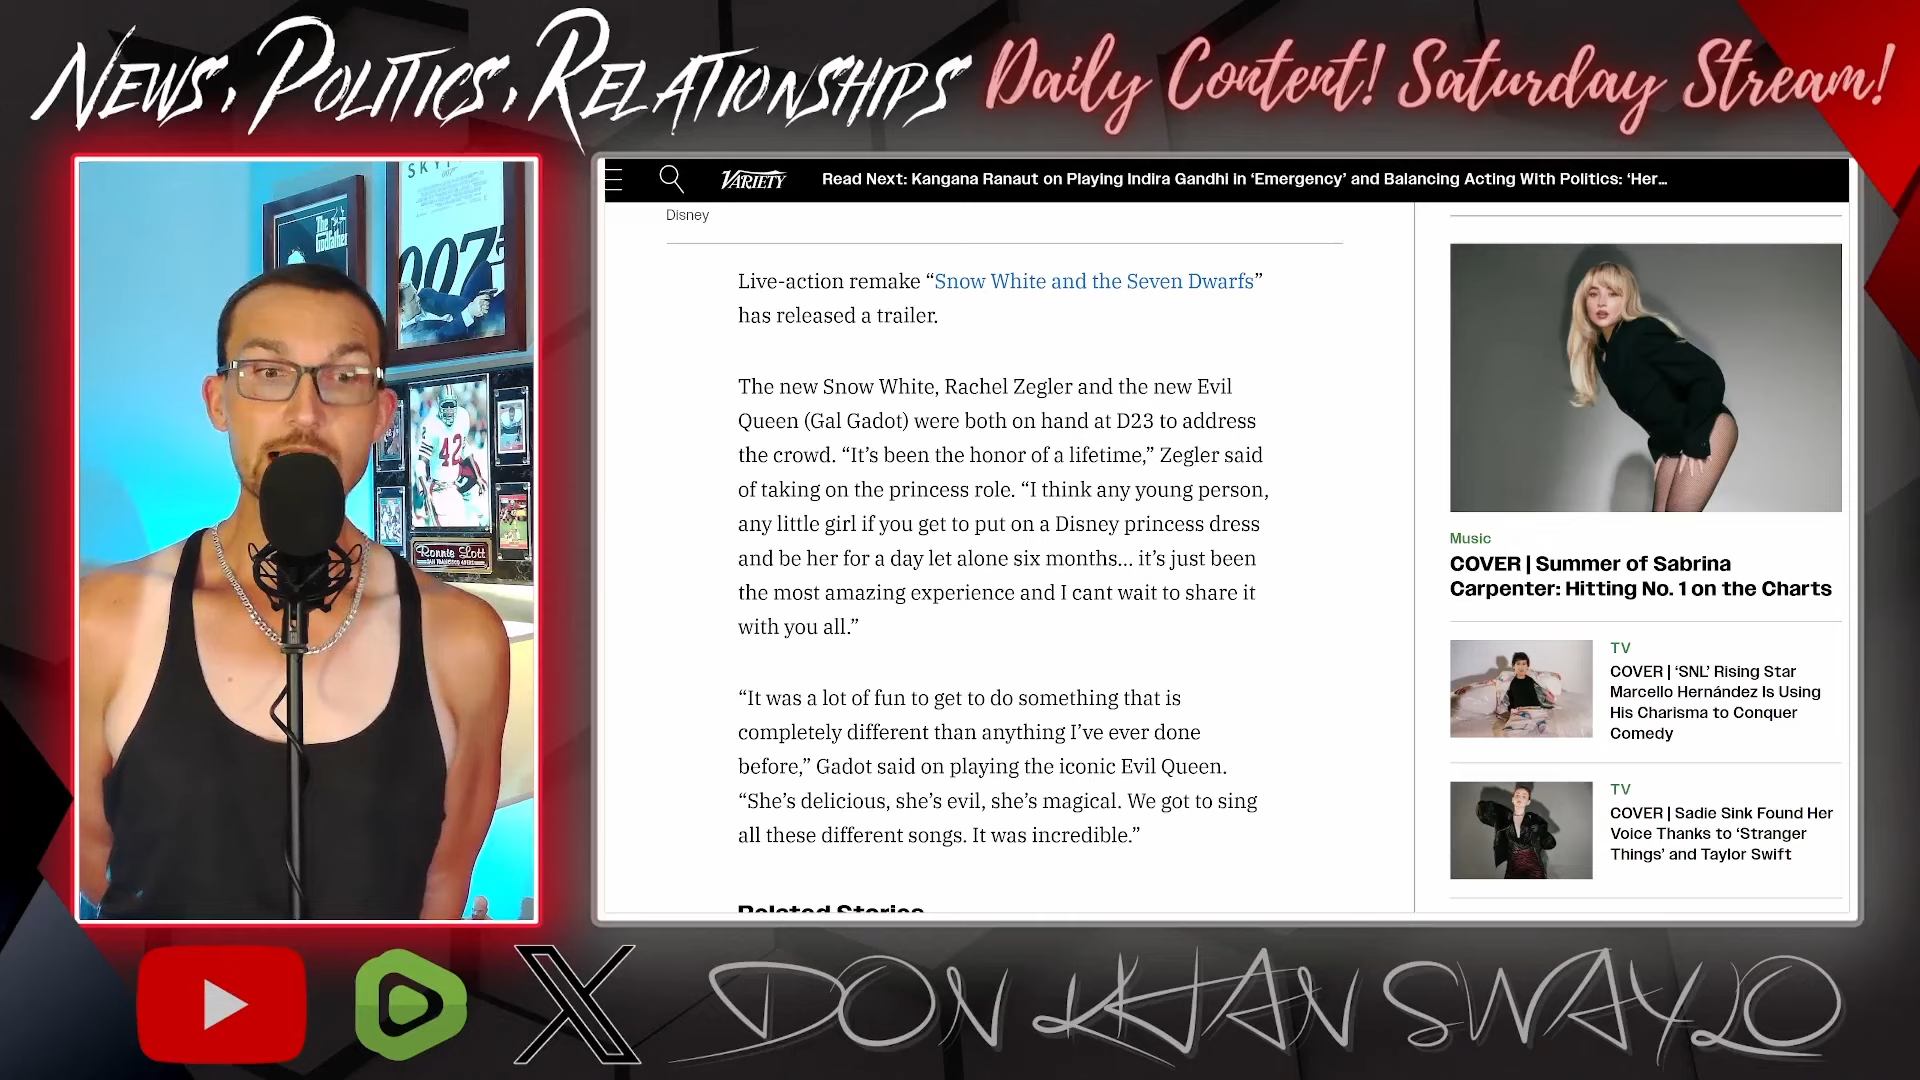 News, Politics, Relationships Daily Content! Saturday Stream!
SKYF
007
The
Godfather
007
42
Ronnie Lott
SAN FRANCISCO 49ERS
VARIETY
Read Next: Kangana Ranaut on Playing Indira Gandhi in ‘Emergency’ and Balancing Acting With Politics: ‘Her...
Disney
Live-action remake “Snow White and the Seven Dwarfs”
has released a trailer.
The new Snow White, Rachel Zegler and the new Evil
Queen (Gal Gadot) were both on hand at D23 to address
the crowd. “It’s been the honor of a lifetime,” Zegler said
of taking on the princess role. “I think any young person,
any little girl if you get to put on a Disney princess dress
and be her for a day let alone six months... it’s just been
the most amazing experience and I cant wait to share it
with you all.”
“It was a lot of fun to get to do something that is
completely different than anything I’ve ever done
before,” Gadot said on playing the iconic Evil Queen.
“She’s delicious, she’s evil, she’s magical. We got to sing
all these different songs. It was incredible.”
Related Stories
Music
COVER | Summer of Sabrina
Carpenter: Hitting No. 1 on the Charts
TV
COVER | ‘SNL’ Rising Star
Marcello Hernández Is Using
His Charisma to Conquer
Comedy
TV
COVER | Sadie Sink Found Her
Voice Thanks to ‘Stranger
Things’ and Taylor Swift
X
DON KHAN SWAYLO